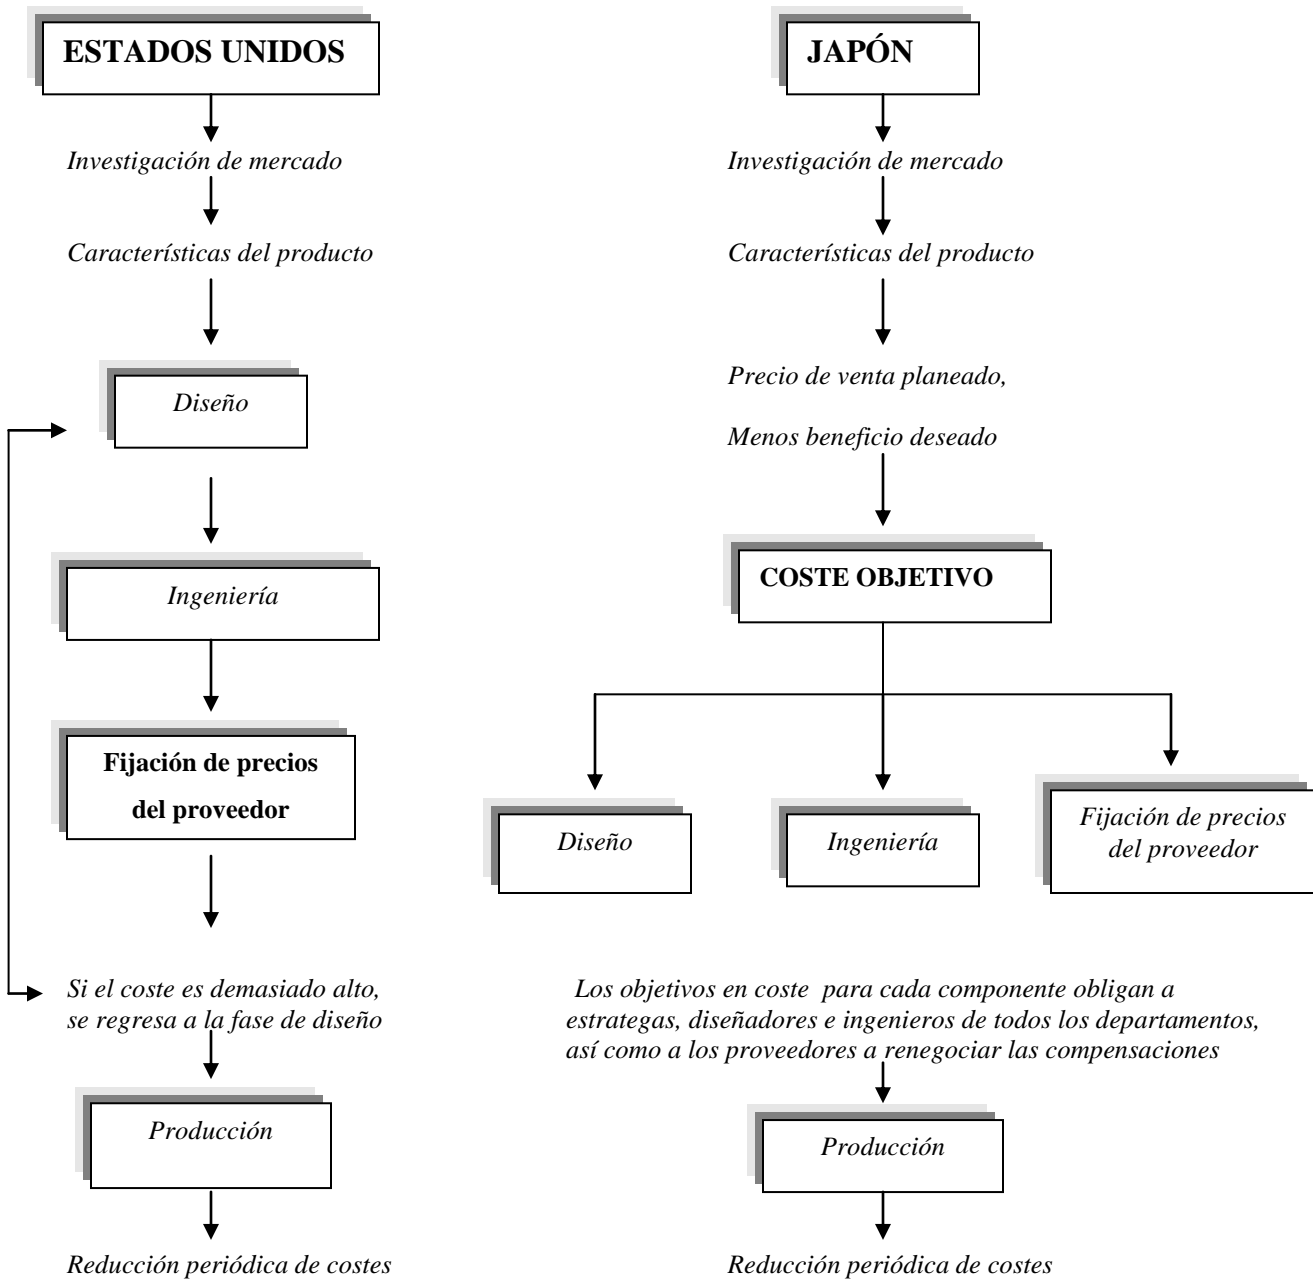 ESTADOS UNIDOS
Investigación de mercado
Características del producto
Diseño
Ingeniería
Fijación de precios
del proveedor
Si el coste es demasiado alto,
se regresa a la fase de diseño
Producción
Reducción periódica de costes
JAPÓN
Investigación de mercado
Características del producto
Precio de venta planeado,
Menos beneficio deseado
COSTE OBJETIVO
Diseño
Ingeniería
Fijación de precios
del proveedor
Los objetivos en coste para cada componente obligan a
estrategas, diseñadores e ingenieros de todos los departamentos,
así como a los proveedores a renegociar las compensaciones
Producción
Reducción periódica de costes